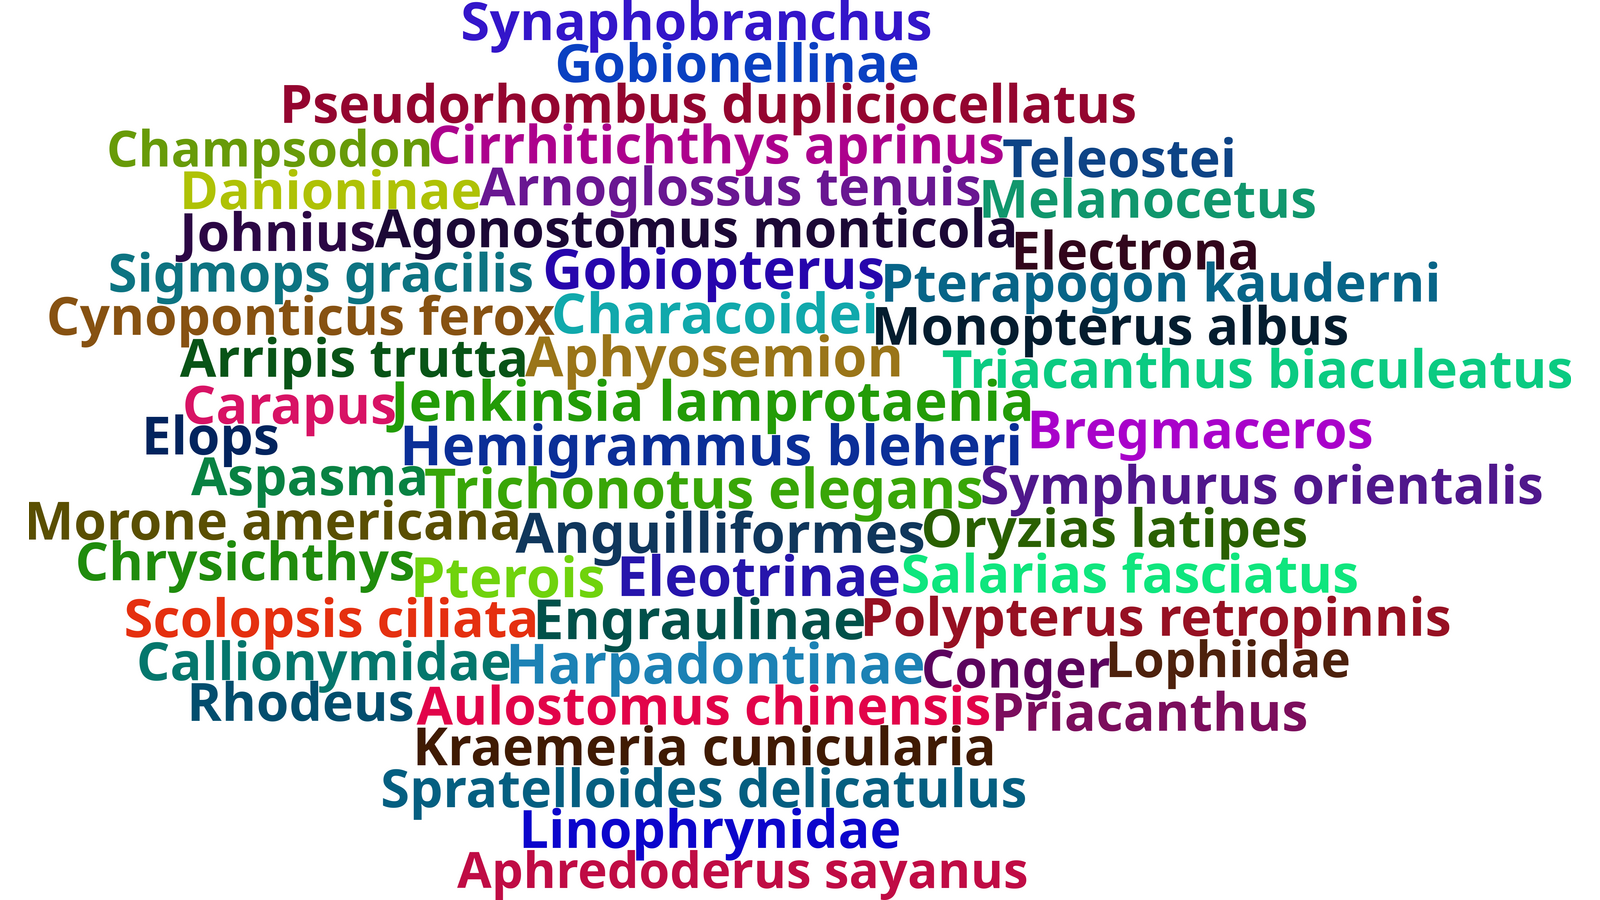 Synaphobranchus
Gobionellinae
Pseudorhombus dupliciocellatus
Champsodon Cirrhitichthys aprinus Teleostei
Danioninae Arnoglossus tenuis Melanocetus
Johnius Agonostomus monticola Electrona
Sigmops gracilis Gobiopterus Pterapogon kauderni
Cynoponticus ferox Characoidei Monopterus albus
Arripis trutta Aphyosemion Triacanthus biaculeatus
Carapus Jenkinsia lamprotaenia Bregmaceros
Elops Hemigrammus bleheri
Aspasma Trichonotus elegans Symphurus orientalis
Morone americana Anguilliformes Oryzias latipes
Chrysichthys Pterois Eleotrinae Salarias fasciatus
Scolopsis ciliata Engraulinae Polypterus retropinnis
Callionymidae Harpadontinae Conger Lophiidae
Rhodeus Aulostomus chinensis Priacanthus
Kraemeria cunicularia
Spratelloides delicatulus
Linophrynidae
Aphredoderus sayanus